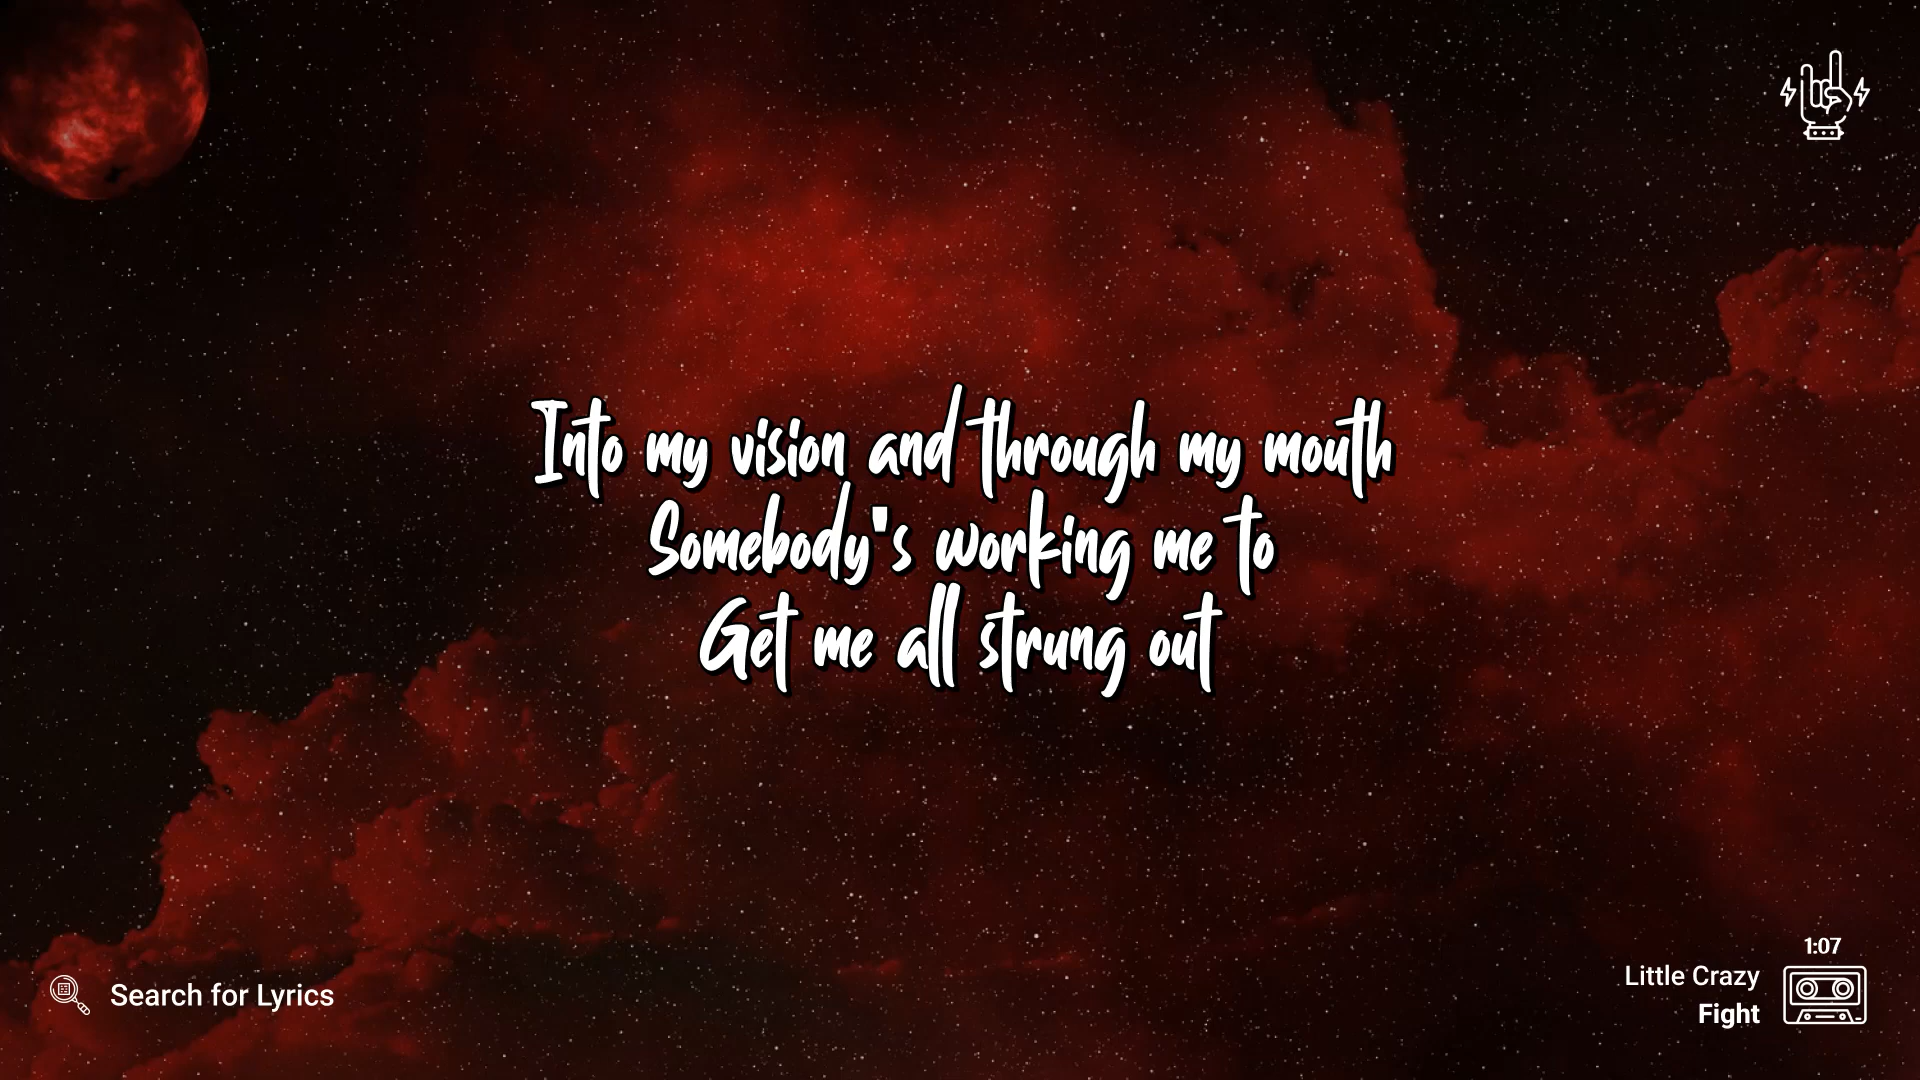 Into my vision and through my mouth
Somebody's working me to
Get me all strung out
Search for Lyrics
1:07
Little Crazy
Fight